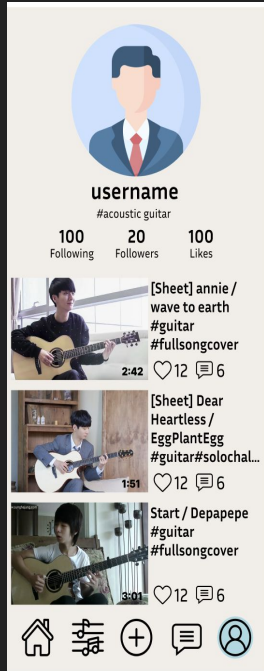 username
#acoustic guitar
100 20 100
Following Followers Likes
[Sheet] annie /
wave to earth
#guitar
#fullsongcover
2:42
12 6
[Sheet] Dear
Heartless /
EggPlantEgg
#guitar#solochal...
1:51
12 6
Start / Depapepe
#guitar
#fullsongcover
3:01
12 6